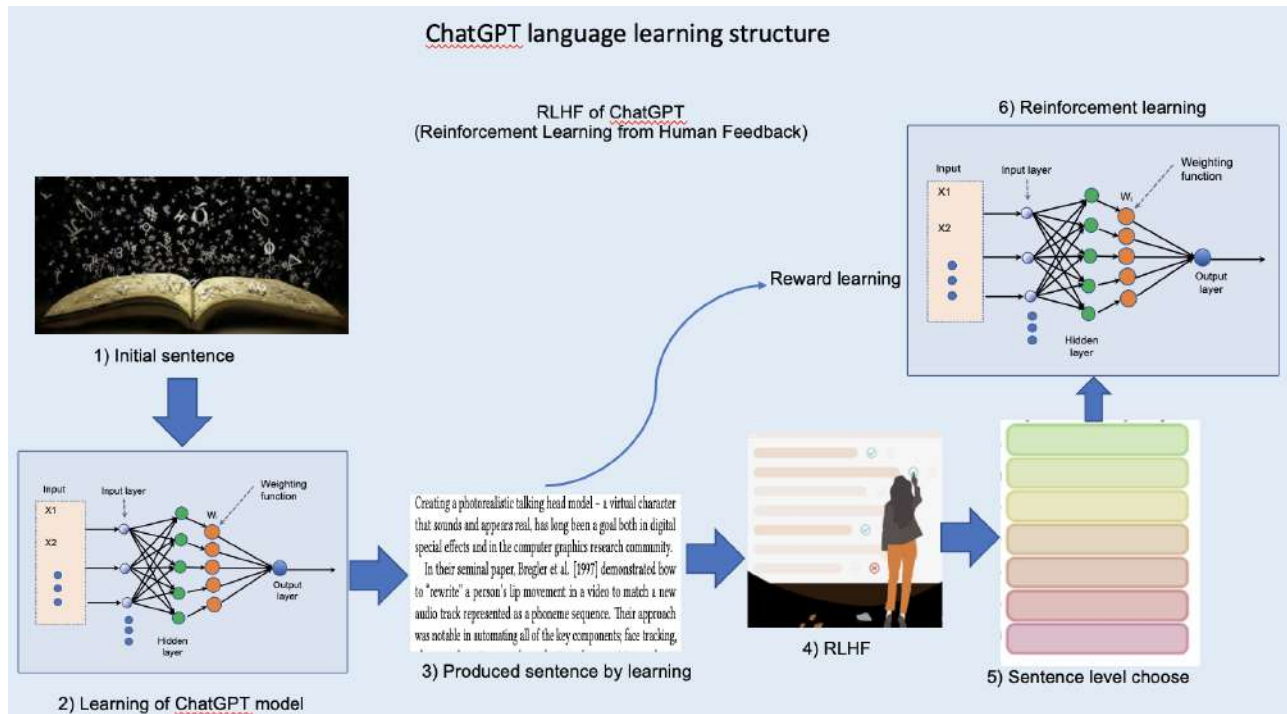 ChatGPT language learning structure
RLHF of ChatGPT
(Reinforcement Learning from Human Feedback)
1) Initial sentence
Input
X1
X2
Input layer
Weighting
function
Wi
Hidden
layer
Output
layer
2) Learning of ChatGPT model
Creating a photorealistic talking head model – a virtual character
that sounds and appears real, has long been a goal both in digital
special effects and in the computer graphics research community.
In their seminal paper, Bregler et al. [1997] demonstrated how
to “rewrite” a person's lip movement in a video to match a new
audio track represented as a phoneme sequence. Their approach
was notable in automating all of the key components; face tracking,
3) Produced sentence by learning
4) RLHF
5) Sentence level choose
Reward learning
6) Reinforcement learning
Input
X1
X2
Input layer
Weighting
function
Wi
Hidden
layer
Output
layer